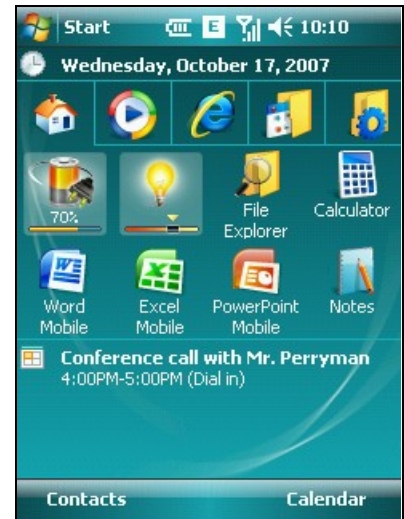 Start E 10:10
Wednesday, October 17, 2007
70%
File Explorer
Calculator
Word Mobile
Excel Mobile
PowerPoint Mobile
Notes
Conference call with Mr. Perryman
4:00PM-5:00PM (Dial in)
Contacts Calendar